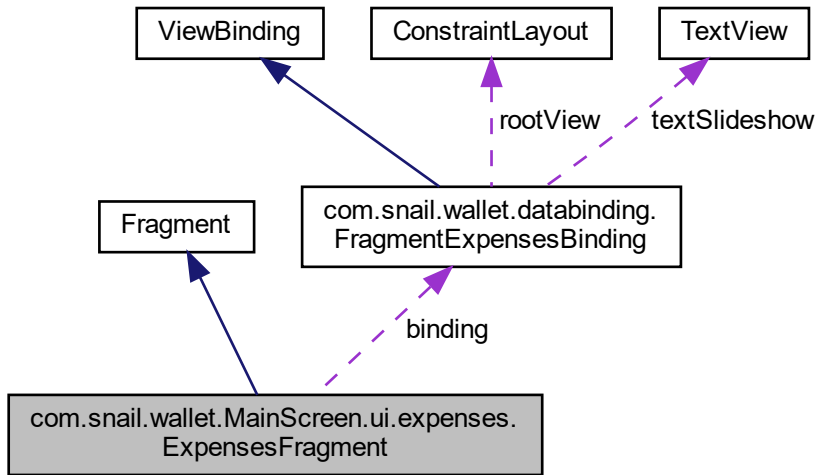 ViewBinding
ConstraintLayout
TextView
rootView
textSlideshow
Fragment
com.snail.wallet.databinding.
FragmentExpensesBinding
binding
com.snail.wallet.MainScreen.ui.expenses.
ExpensesFragment